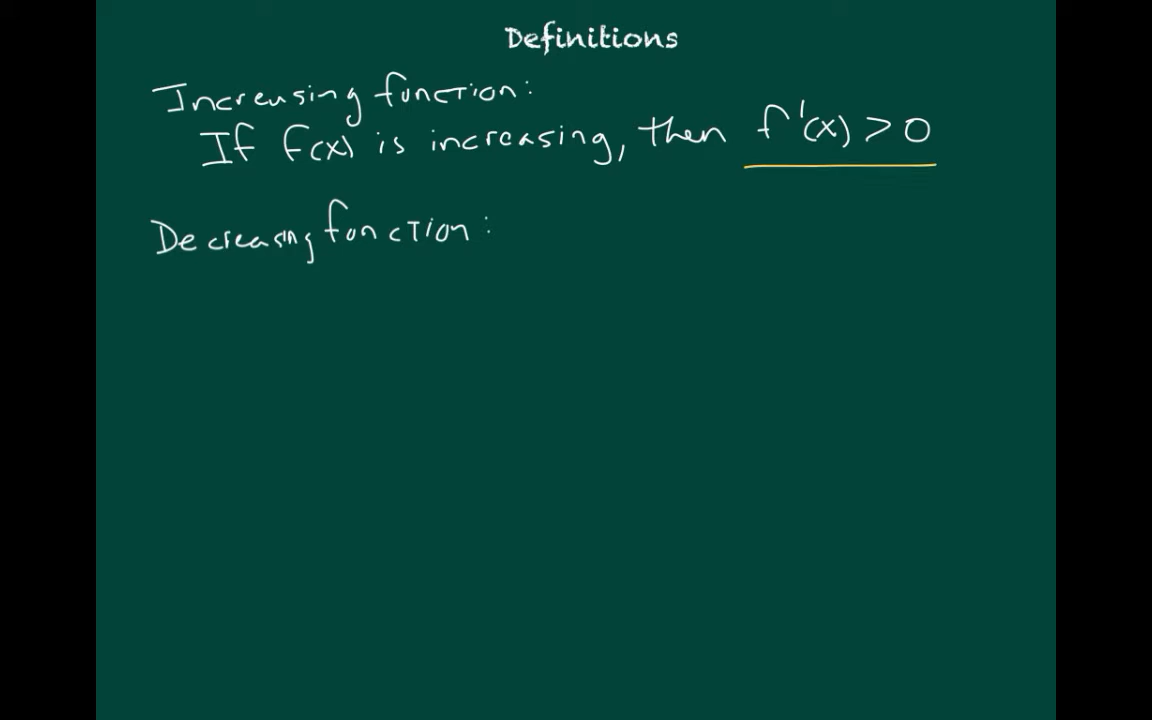 Definitions
Increasing function:
If f(x) is increasing, then f'(x) > 0
Decreasing function: